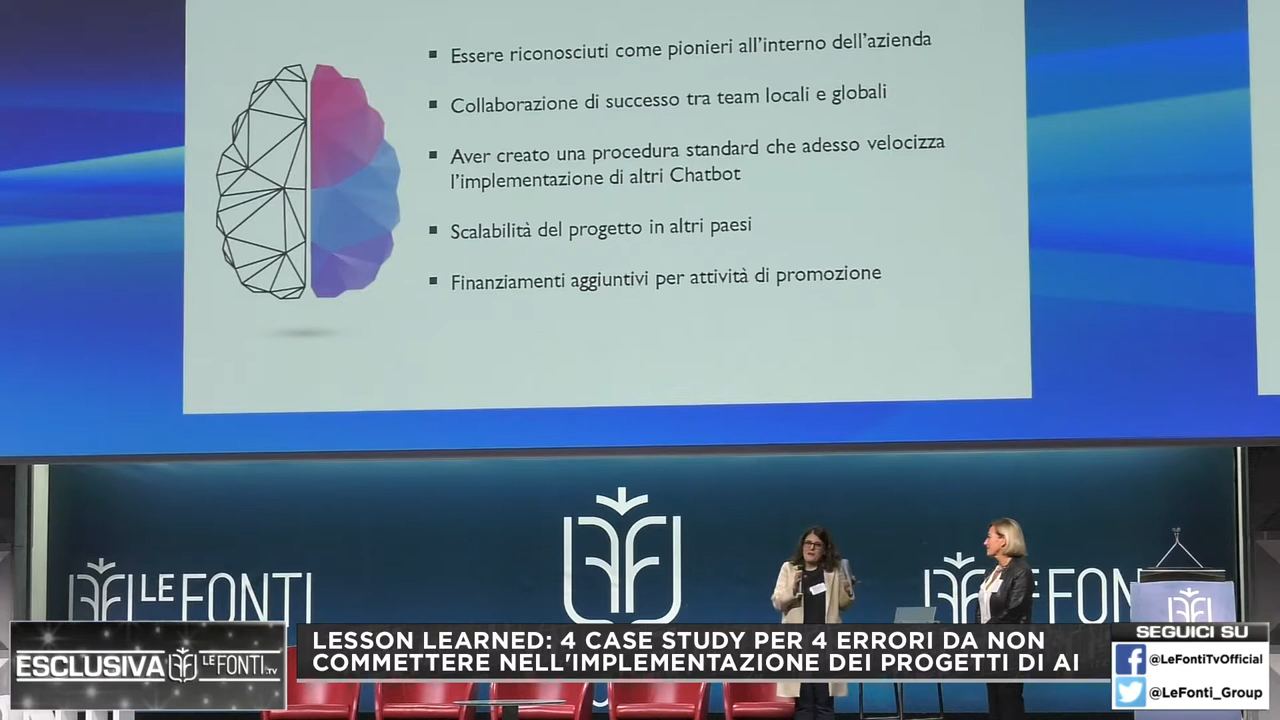 Essere riconosciuti come pionieri all'interno dell'azienda
Collaborazione di successo tra team locali e globali
Aver creato una procedura standard che adesso velocizza
l'implementazione di altri Chatbot
Scalabilità del progetto in altri paesi
Finanziamenti aggiuntivi per attività di promozione
LE FONTI
LE FON
LESSON LEARNED: 4 CASE STUDY PER 4 ERRORI DA NON
COMMETTERE NELL'IMPLEMENTAZIONE DEI PROGETTI DI AI
ESCLUSIVA LE FONTI.TV
SEGUICI SU
@LeFontiTvOfficial
@LeFonti_Group